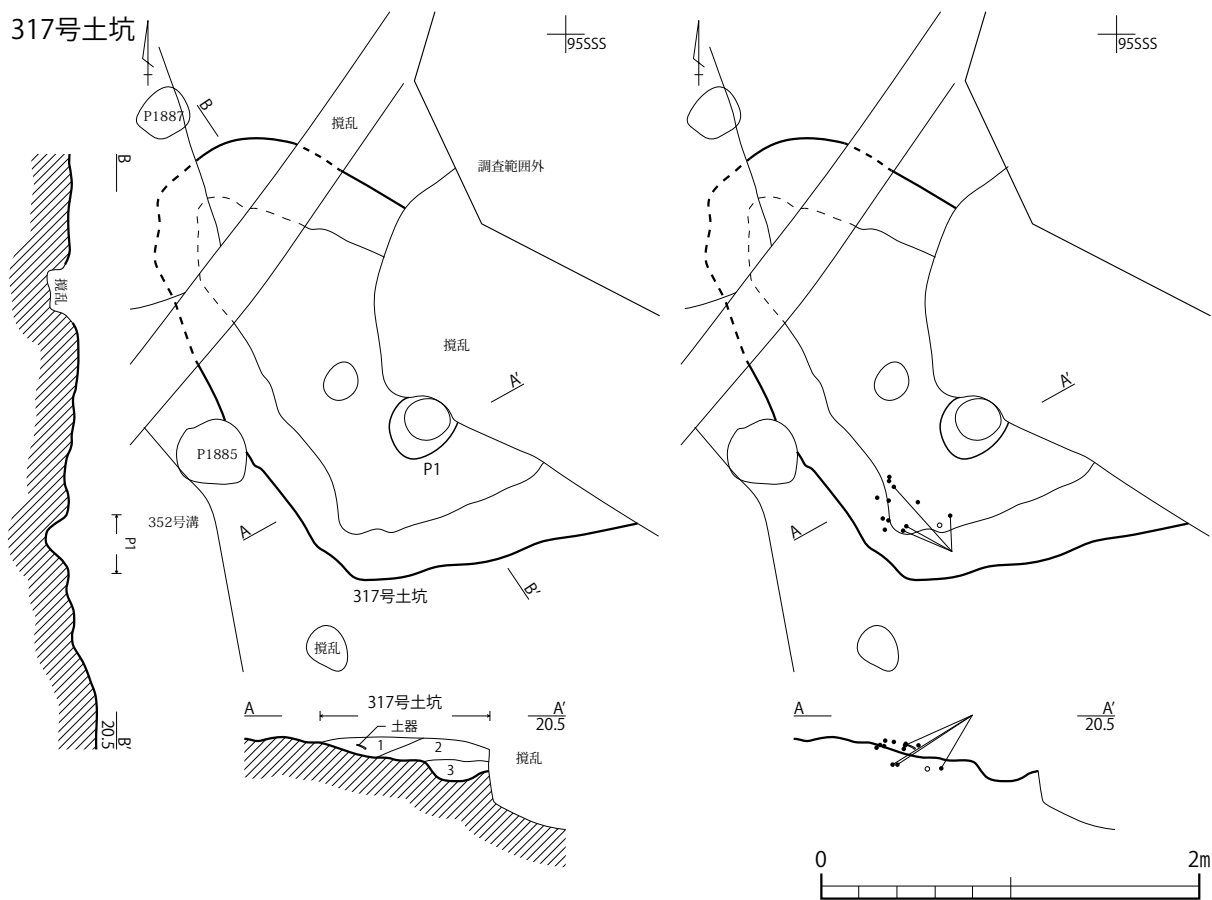 317号土坑
95SSS
95SSS
P1887
B
撹乱
調査範囲外
B
撹乱
撹乱
A'
A'
P1885
P1
352号溝
A
A
P1
B'
317号土坑
撹乱
20.5
B'
A
317号土坑
A'
20.5
土器
1
2
3
撹乱
A
A'
20.5
0
2m